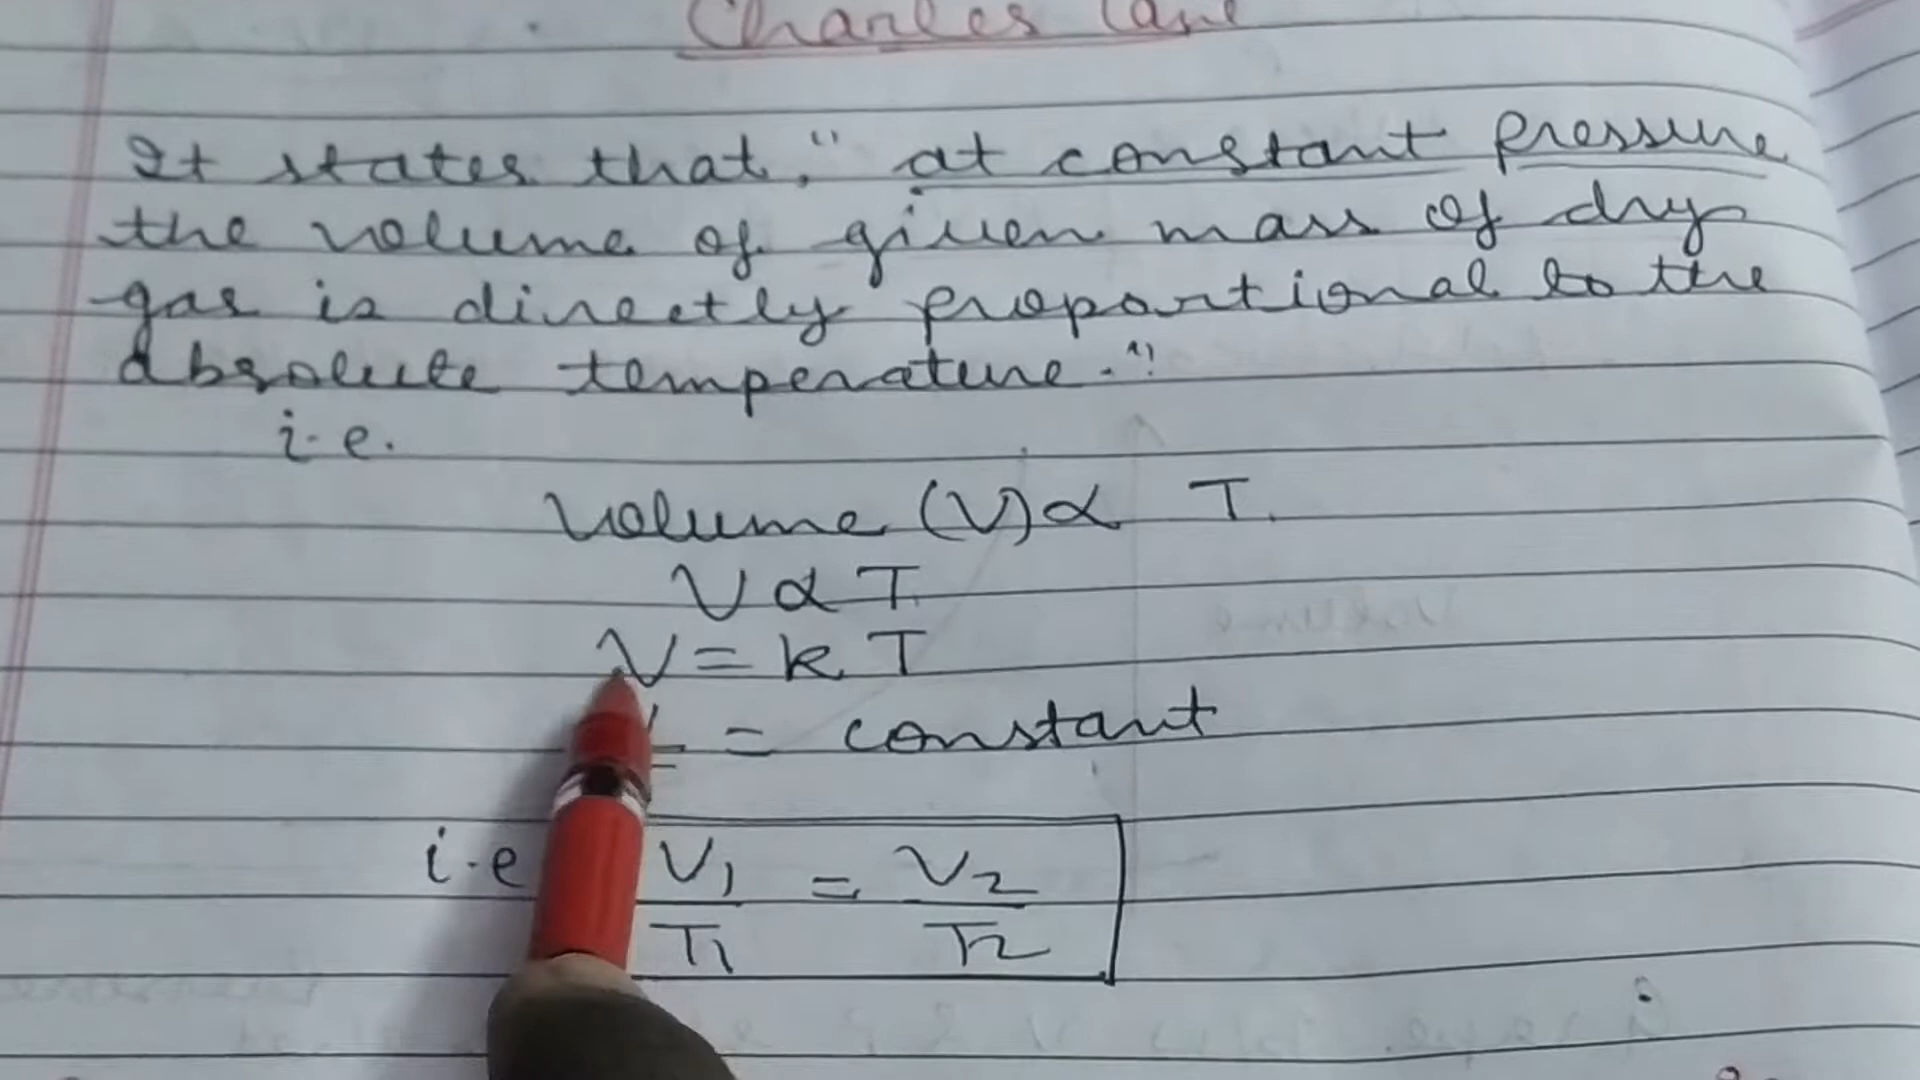 Charles Law
It states that, "at constant pressure
the volume of given mass of dry
gas is directly proportional to the
absolute temperature."
i.e.
Volume (V) ∝ T.
V ∝ T
V = k T
= constant
i.e V₁/T₁ = V₂/T₂